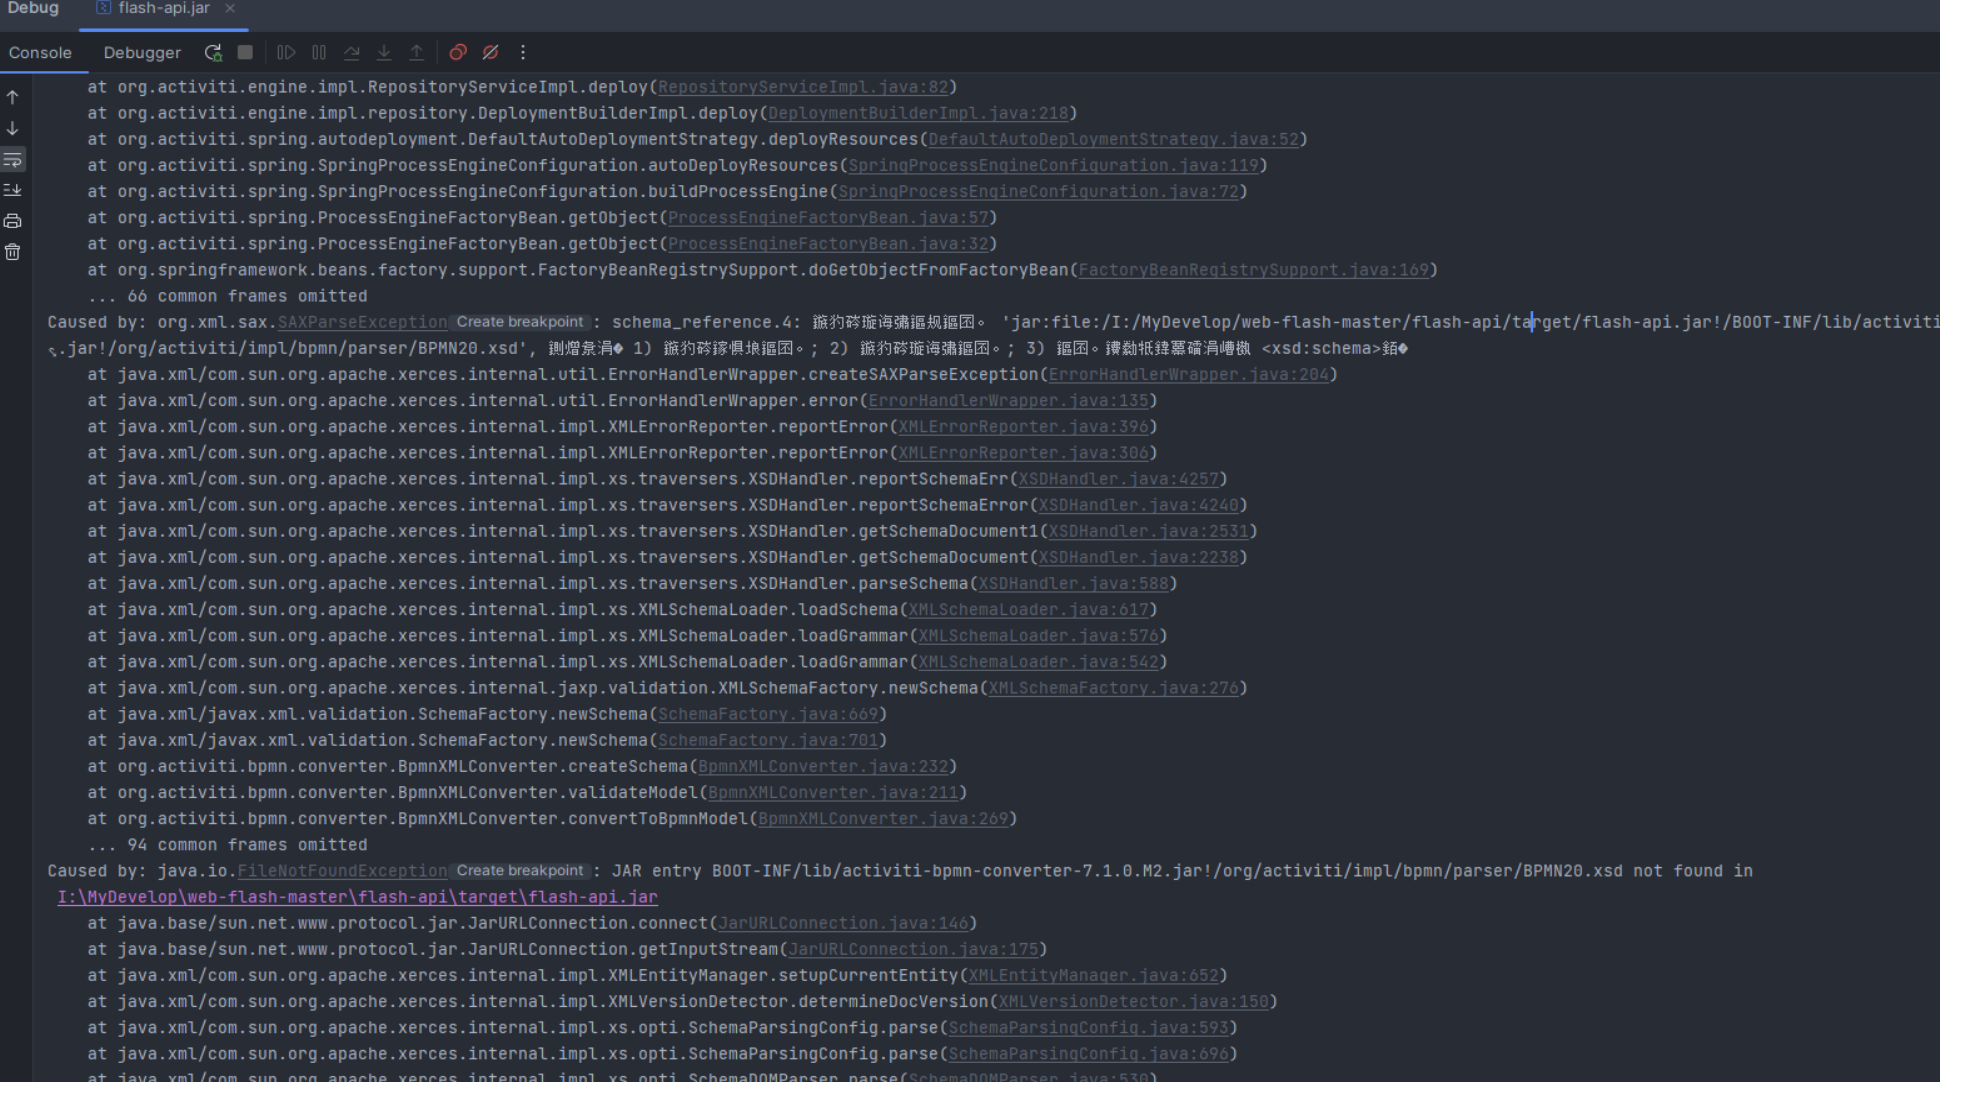 Debug flash-api.jar ×
Console Debugger
at org.activiti.engine.impl.RepositoryServiceImpl.deploy(RepositoryServiceImpl.java:82)
at org.activiti.engine.impl.repository.DeploymentBuilderImpl.deploy(DeploymentBuilderImpl.java:218)
at org.activiti.spring.autodeployment.DefaultAutoDeploymentStrategy.deployResources(DefaultAutoDeploymentStrategy.java:52)
at org.activiti.spring.SpringProcessEngineConfiguration.autoDeployResources(SpringProcessEngineConfiguration.java:119)
at org.activiti.spring.SpringProcessEngineConfiguration.buildProcessEngine(SpringProcessEngineConfiguration.java:72)
at org.activiti.spring.ProcessEngineFactoryBean.getObject(ProcessEngineFactoryBean.java:57)
at org.activiti.spring.ProcessEngineFactoryBean.getObject(ProcessEngineFactoryBean.java:32)
at org.springframework.beans.factory.support.FactoryBeanRegistrySupport.doGetObjectFromFactoryBean(FactoryBeanRegistrySupport.java:169)
... 66 common frames omitted
Caused by: org.xml.sax.SAXParseException Create breakpoint : schema_reference.4: 'jar:file:/I:/MyDevelop/web-flash-master/flash-api/target/flash-api.jar!/BOOT-INF/lib/activiti
.jar!/org/activiti/impl/bpmn/parser/BPMN20.xsd', 1) ; 2) ; 3) <xsd:schema>
at java.xml/com.sun.org.apache.xerces.internal.util.ErrorHandlerWrapper.createSAXParseException(ErrorHandlerWrapper.java:204)
at java.xml/com.sun.org.apache.xerces.internal.util.ErrorHandlerWrapper.error(ErrorHandlerWrapper.java:135)
at java.xml/com.sun.org.apache.xerces.internal.impl.XMLErrorReporter.reportError(XMLErrorReporter.java:396)
at java.xml/com.sun.org.apache.xerces.internal.impl.XMLErrorReporter.reportError(XMLErrorReporter.java:306)
at java.xml/com.sun.org.apache.xerces.internal.impl.xs.traversers.XSDHandler.reportSchemaErr(XSDHandler.java:4257)
at java.xml/com.sun.org.apache.xerces.internal.impl.xs.traversers.XSDHandler.reportSchemaError(XSDHandler.java:4240)
at java.xml/com.sun.org.apache.xerces.internal.impl.xs.traversers.XSDHandler.getSchemaDocument1(XSDHandler.java:2531)
at java.xml/com.sun.org.apache.xerces.internal.impl.xs.traversers.XSDHandler.getSchemaDocument(XSDHandler.java:2238)
at java.xml/com.sun.org.apache.xerces.internal.impl.xs.traversers.XSDHandler.parseSchema(XSDHandler.java:588)
at java.xml/com.sun.org.apache.xerces.internal.impl.xs.XMLSchemaLoader.loadSchema(XMLSchemaLoader.java:617)
at java.xml/com.sun.org.apache.xerces.internal.impl.xs.XMLSchemaLoader.loadGrammar(XMLSchemaLoader.java:576)
at java.xml/com.sun.org.apache.xerces.internal.impl.xs.XMLSchemaLoader.loadGrammar(XMLSchemaLoader.java:542)
at java.xml/com.sun.org.apache.xerces.internal.jaxp.validation.XMLSchemaFactory.newSchema(XMLSchemaFactory.java:276)
at java.xml/javax.xml.validation.SchemaFactory.newSchema(SchemaFactory.java:669)
at java.xml/javax.xml.validation.SchemaFactory.newSchema(SchemaFactory.java:701)
at org.activiti.bpmn.converter.BpmnXMLConverter.createSchema(BpmnXMLConverter.java:232)
at org.activiti.bpmn.converter.BpmnXMLConverter.validateModel(BpmnXMLConverter.java:211)
at org.activiti.bpmn.converter.BpmnXMLConverter.convertToBpmnModel(BpmnXMLConverter.java:269)
... 94 common frames omitted
Caused by: java.io.FileNotFoundException Create breakpoint : JAR entry BOOT-INF/lib/activiti-bpmn-converter-7.1.0.M2.jar!/org/activiti/impl/bpmn/parser/BPMN20.xsd not found in
I:\MyDevelop\web-flash-master\flash-api\target\flash-api.jar
at java.base/sun.net.www.protocol.jar.JarURLConnection.connect(JarURLConnection.java:146)
at java.base/sun.net.www.protocol.jar.JarURLConnection.getInputStream(JarURLConnection.java:175)
at java.xml/com.sun.org.apache.xerces.internal.impl.XMLEntityManager.setupCurrentEntity(XMLEntityManager.java:652)
at java.xml/com.sun.org.apache.xerces.internal.impl.XMLVersionDetector.determineDocVersion(XMLVersionDetector.java:150)
at java.xml/com.sun.org.apache.xerces.internal.impl.xs.opti.SchemaParsingConfig.parse(SchemaParsingConfig.java:593)
at java.xml/com.sun.org.apache.xerces.internal.impl.xs.opti.SchemaParsingConfig.parse(SchemaParsingConfig.java:696)
at java.xml/com.sun.org.apache.xerces.internal.impl.xs.opti.SchemaDOMParser.parse(SchemaDOMParser.java:530)